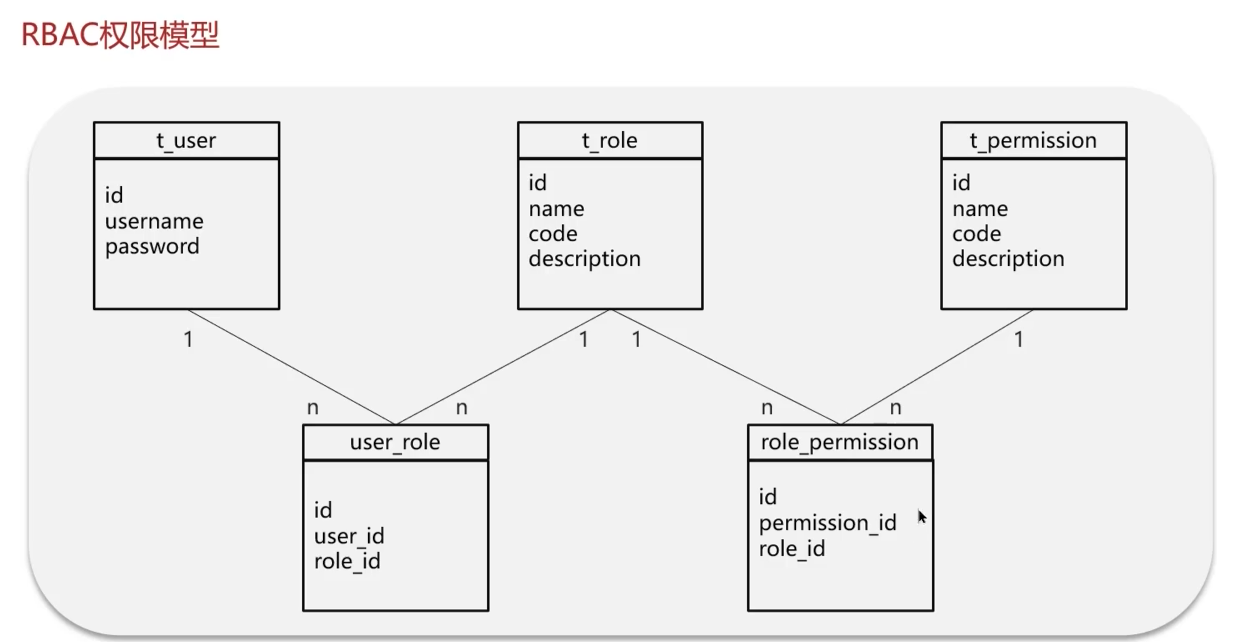 RBAC权限模型
t_user
id
username
password
t_role
id
name
code
description
t_permission
id
name
code
description
1
1
1
1
n
n
n
n
user_role
id
user_id
role_id
role_permission
id
permission_id
role_id